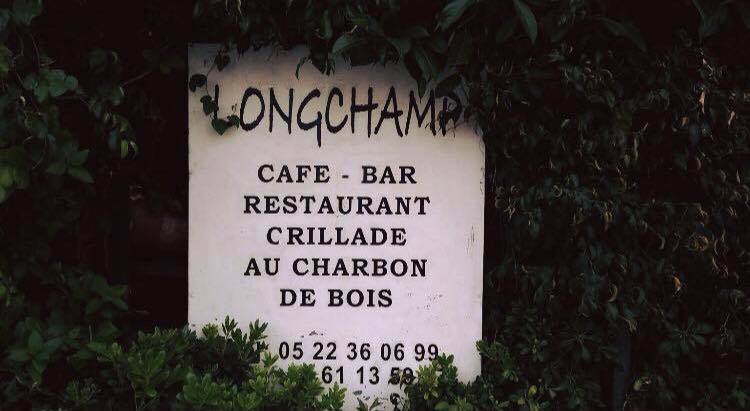 LONGCHAMP
CAFE - BAR
RESTAURANT
CRILLADE
AU CHARBON
DE BOIS
05 22 36 06 99
61 13